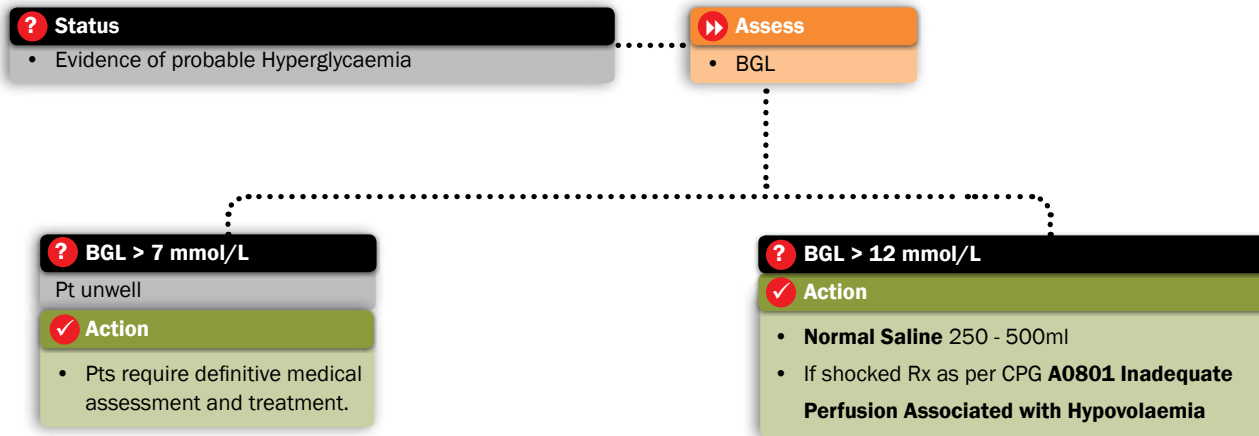 ? Status
• Evidence of probable Hyperglycaemia
Assess
• BGL
? BGL > 7 mmol/L
Pt unwell
✓ Action
• Pts require definitive medical
assessment and treatment.
? BGL > 12 mmol/L
✓ Action
• Normal Saline 250 - 500ml
• If shocked Rx as per CPG A0801 Inadequate
Perfusion Associated with Hypovolaemia